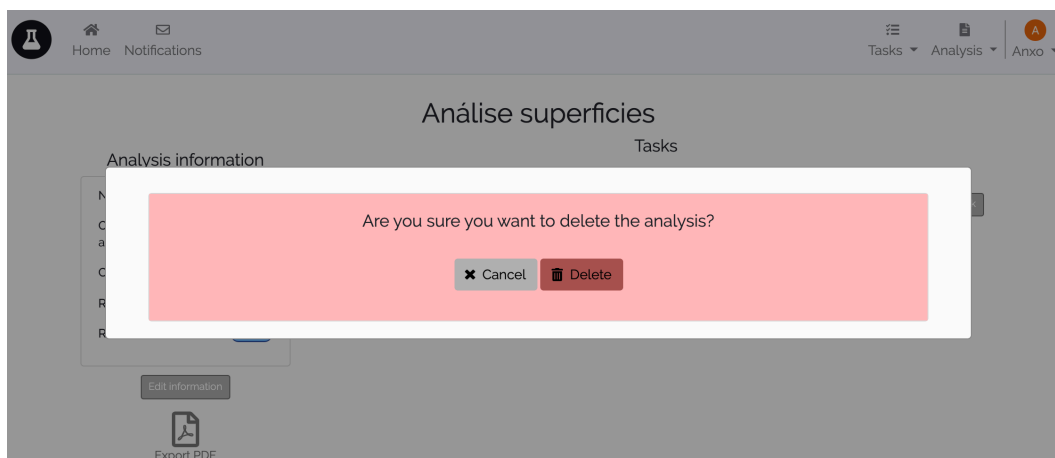 Home Notifications
Tasks Analysis
A
Anxo
Análise superficies
Tasks
Analysis information
N
C
a
C
R
R
Are you sure you want to delete the analysis?
Cancel Delete
Edit information
Export PDF